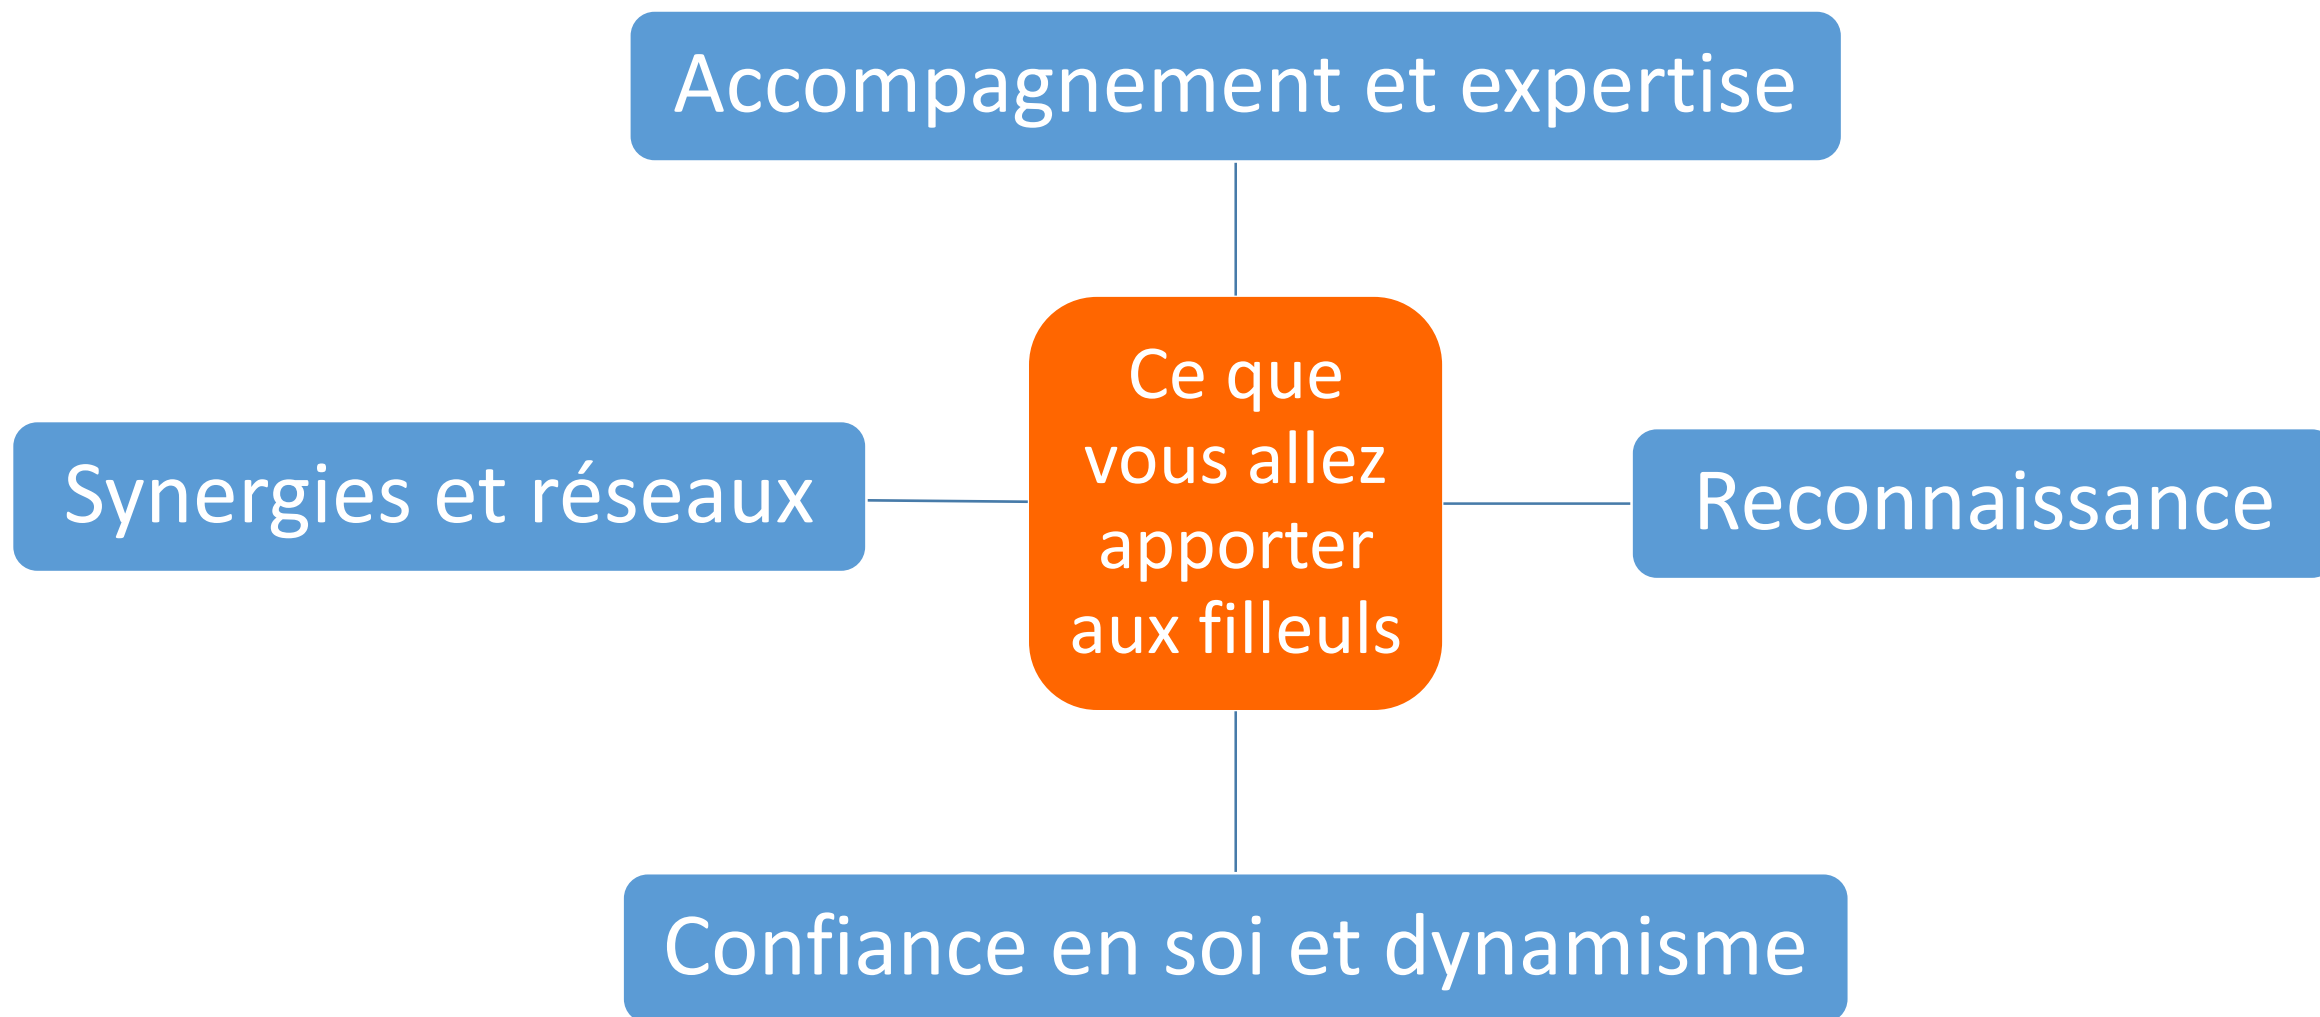 Accompagnement et expertise
Ce que
vous allez
apporter
aux filleuls
Synergies et réseaux
Reconnaissance
Confiance en soi et dynamisme